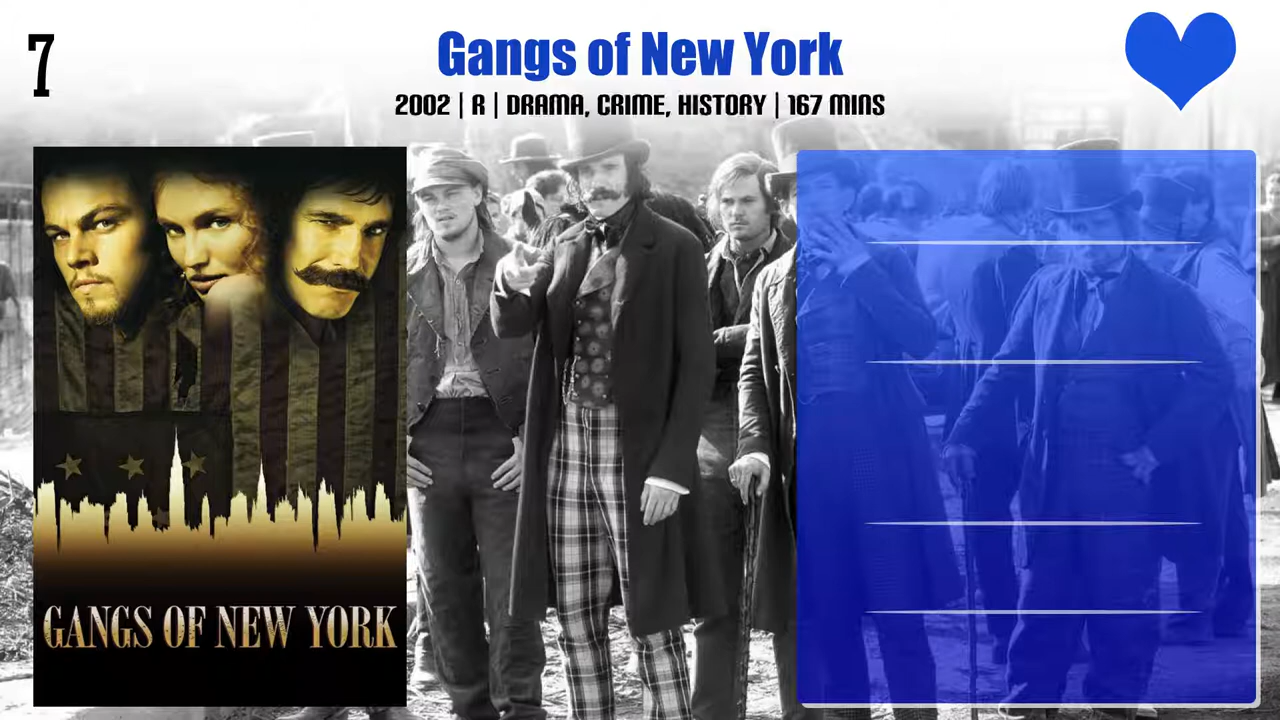 7
Gangs of New York
2002 | R | DRAMA, CRIME, HISTORY | 167 MINS
GANGS OF NEW YORK